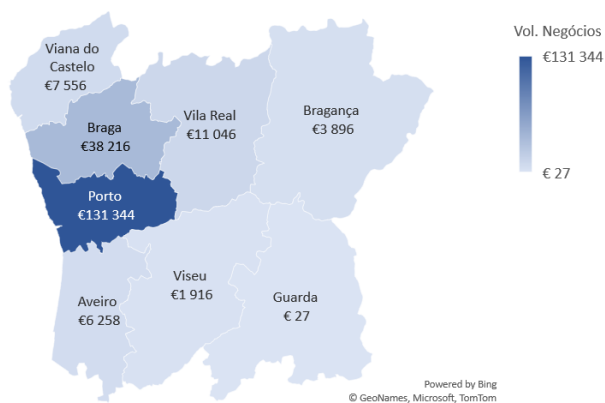 Vol. Negócios
€131 344
€ 27
Viana do
Castelo
€7 556
Braga
€38 216
Vila Real
€11 046
Bragança
€3 896
Porto
€131 344
Aveiro
€6 258
Viseu
€1 916
Guarda
€ 27
Powered by Bing
© GeoNames, Microsoft, TomTom